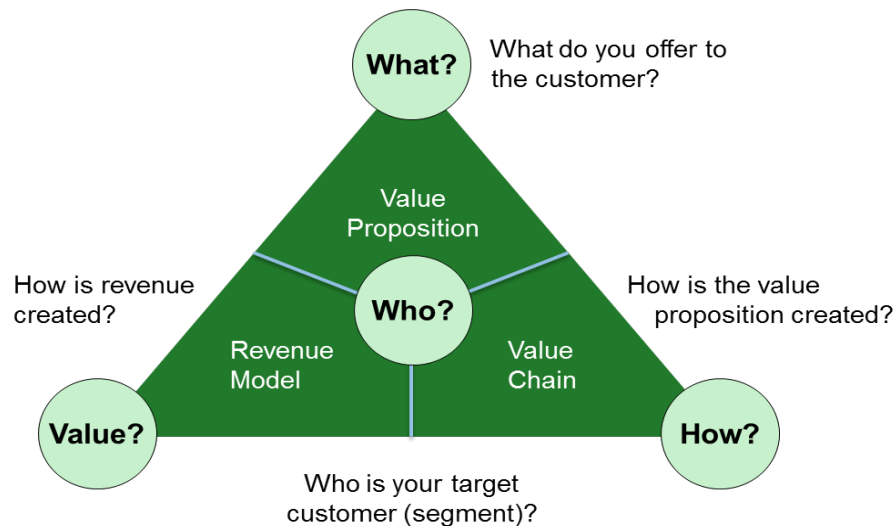 What?
What do you offer to
the customer?
Value
Proposition
How is revenue
created?
Who?
How is the value
proposition created?
Revenue
Model
Value
Chain
Value?
How?
Who is your target
customer (segment)?